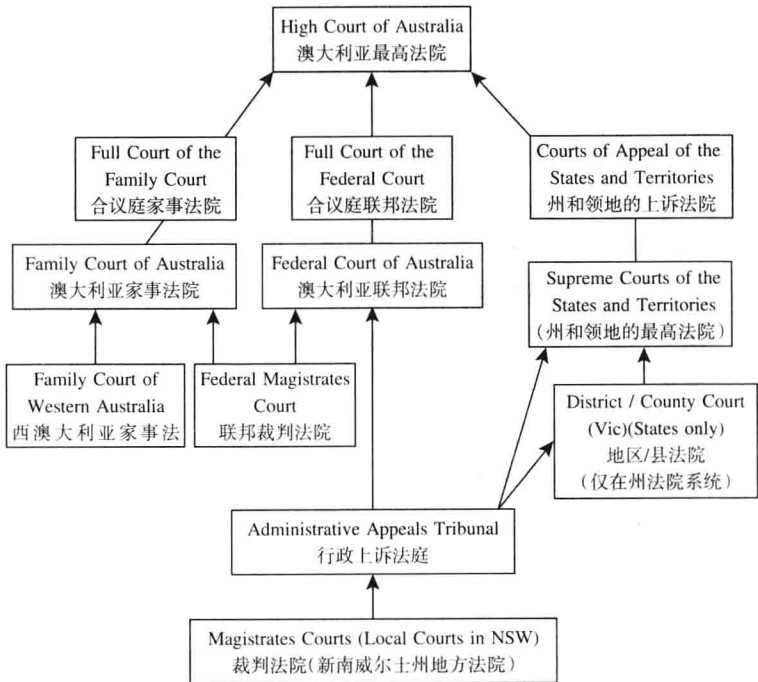 High Court of Australia
澳大利亚最高法院
Full Court of the
Family Court
合议庭家事法院
Full Court of the
Federal Court
合议庭联邦法院
Courts of Appeal of the
States and Territories
州和领地的上诉法院
Family Court of Australia
澳大利亚家事法院
Federal Court of Australia
澳大利亚联邦法院
Supreme Courts of the
States and Territories
(州和领地的最高法院)
Family Court of
Western Australia
西澳大利亚家事法
Federal Magistrates
Court
联邦裁判法院
District / County Court
(Vic)(States only)
地区/县法院
(仅在州法院系统)
Administrative Appeals Tribunal
行政上诉法庭
Magistrates Courts (Local Courts in NSW)
裁判法院(新南威尔士州地方法院)